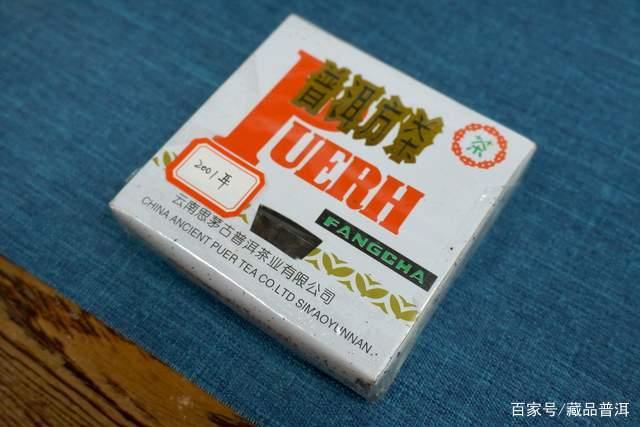 普洱方茶
PUERH
茶
2001年
FANGCHA
云南思茅古普洱茶业有限公司
CHINA ANCIENT PUER TEA CO.LTD SIMAOYUNNAN.
百家号/藏品普洱